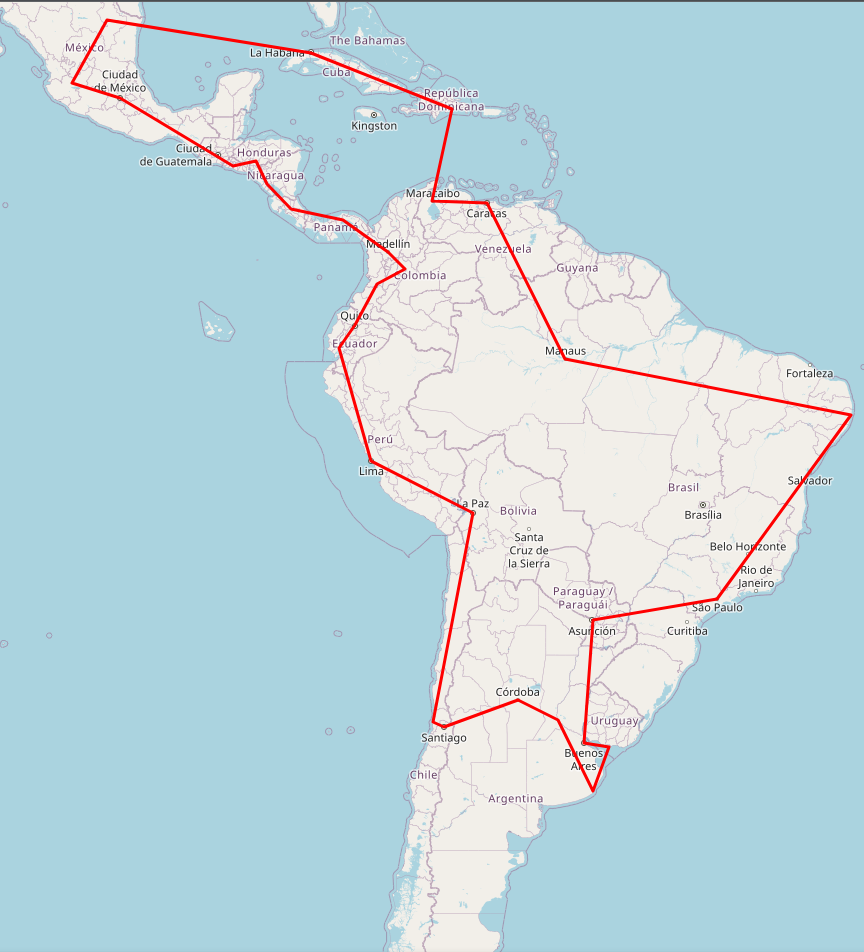 The Bahamas
México
La Habana
Cuba
Ciudad
de México
República
Dominicana
Kingston
Ciudad
de Guatemala
Honduras
Nicaragua
Maracaibo
Caracas
Panamá
Medellín
Venezuela
Guyana
Colombia
Quito
Ecuador
Manaus
Fortaleza
Perú
Lima
Salvador
Brasil
La Paz
Bolivia
Brasília
Santa
Cruz de
la Sierra
Belo Horizonte
Rio de
Janeiro
Paraguay /
Paraguái
São Paulo
Asunción
Curitiba
Córdoba
Uruguay
Santiago
Buenos
Aires
Chile
Argentina